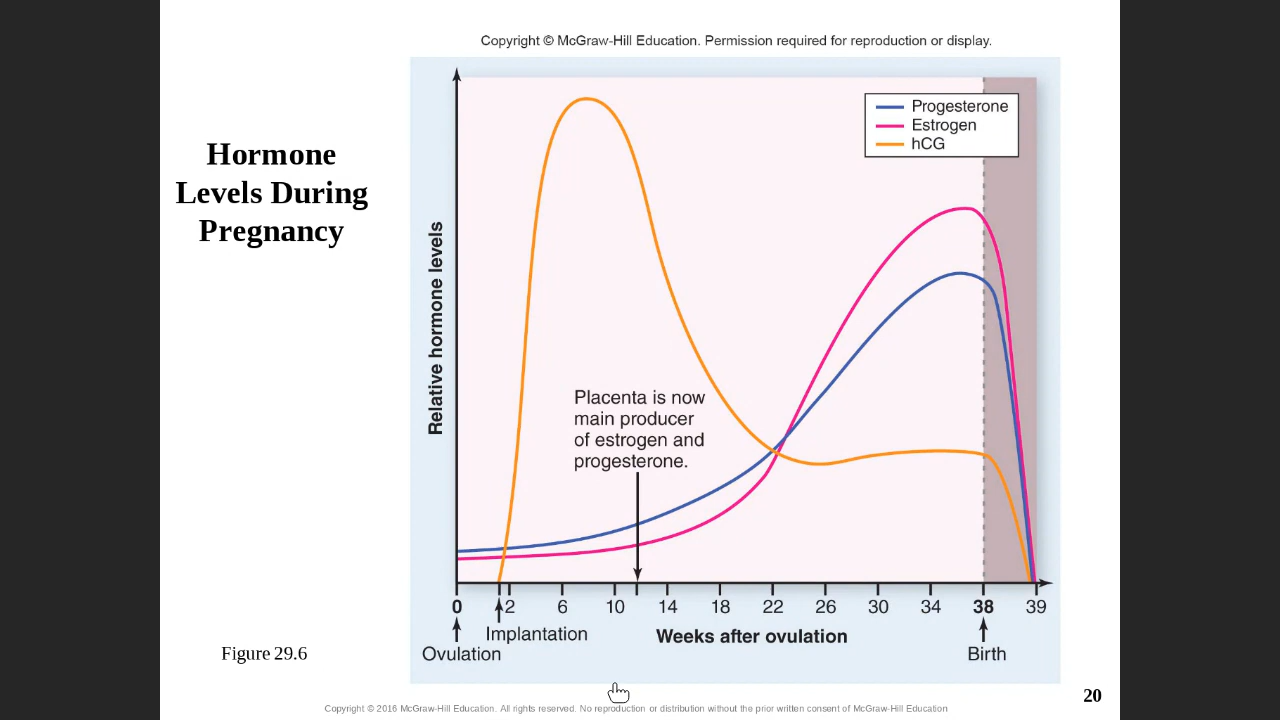 Copyright © McGraw-Hill Education. Permission required for reproduction or display.
Hormone
Levels During
Pregnancy
Progesterone
Estrogen
hCG
Relative hormone levels
Placenta is now
main producer
of estrogen and
progesterone.
0 2 6 10 14 18 22 26 30 34 38 39
Implantation
Weeks after ovulation
Ovulation
Birth
Figure 29.6
20
Copyright © 2016 McGraw-Hill Education. All rights reserved. No reproduction or distribution without the prior written consent of McGraw-Hill Education